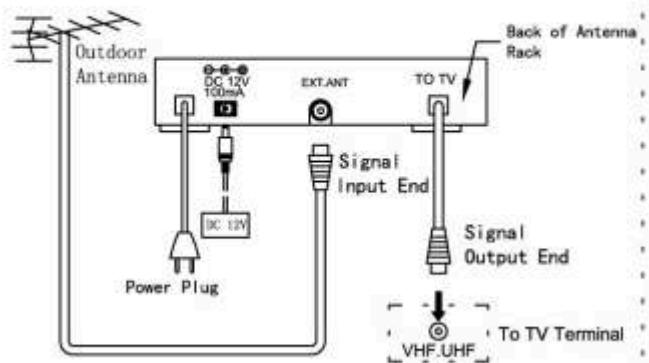 Outdoor
Antenna
Back of Antenna
Rack
DC 12V
100mA
EXT.ANT
TO TV
Signal
Input End
DC 12V
Power Plug
Signal
Output End
VHF.UHF
To TV Terminal